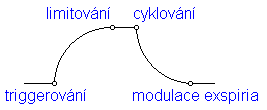 limitování cyklování
triggerování modulace exspiria